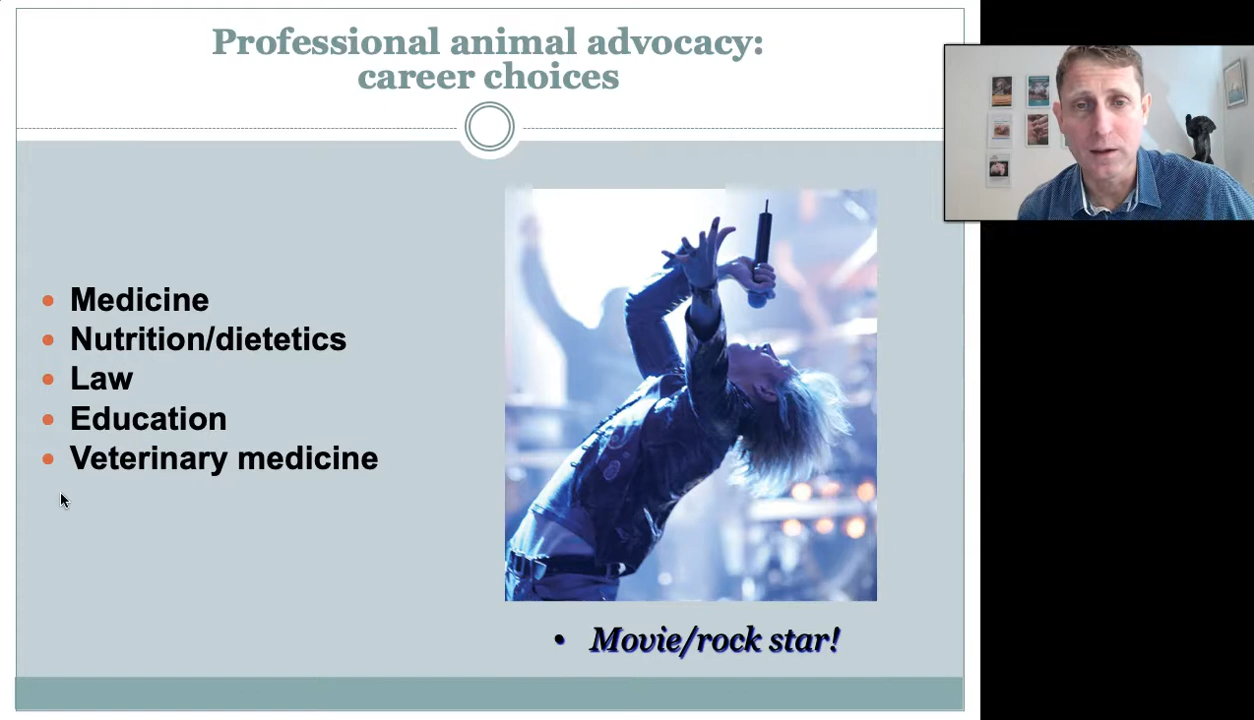 Professional animal advocacy:
career choices
• Medicine
• Nutrition/dietetics
• Law
• Education
• Veterinary medicine
• Movie/rock star!